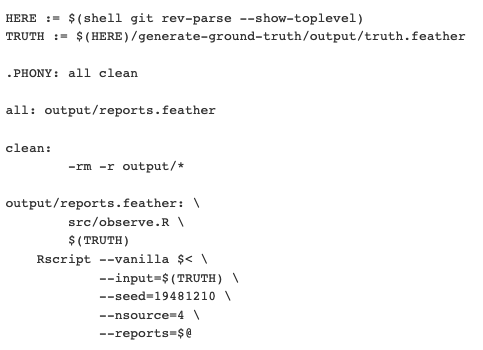 HERE := $(shell git rev-parse --show-toplevel)
TRUTH := $(HERE)/generate-ground-truth/output/truth.feather

.PHONY: all clean

all: output/reports.feather

clean:
        -rm -r output/*

output/reports.feather: \
        src/observe.R \
        $(TRUTH)
    Rscript --vanilla $< \
            --input=$(TRUTH) \
            --seed=19481210 \
            --nsource=4 \
            --reports=$@